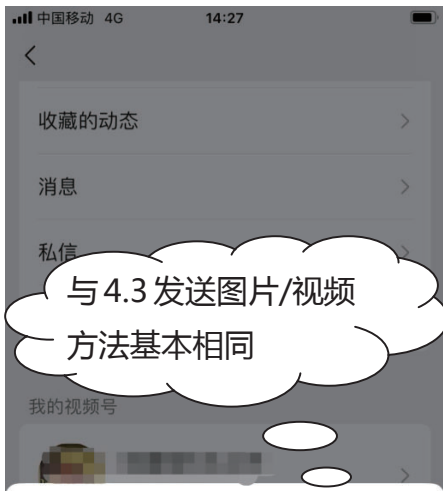 中国移动 4G 14:27
收藏的动态
消息
私信
与4.3发送图片/视频
方法基本相同
我的视频号